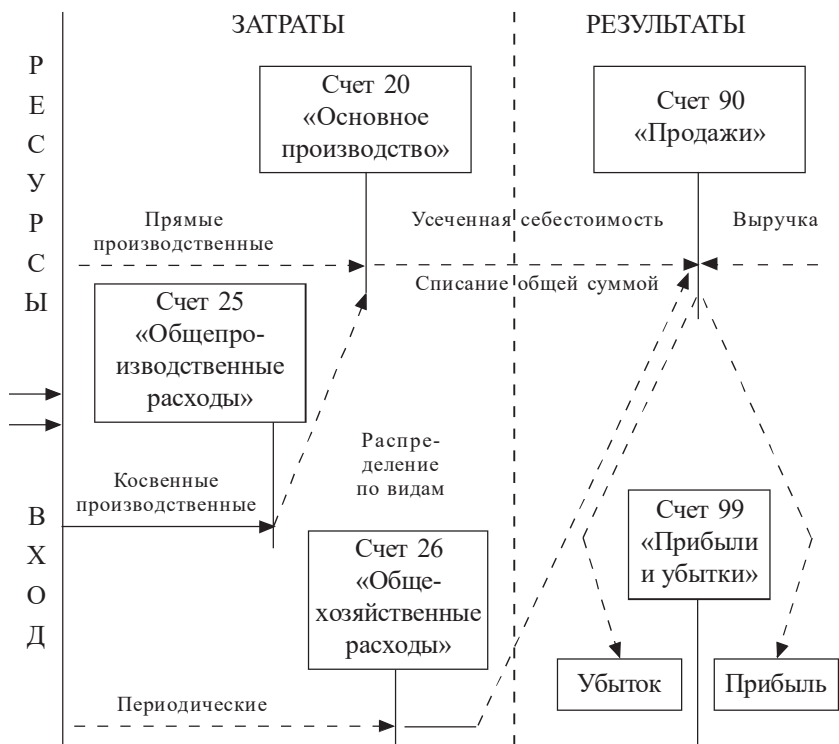 ЗАТРАТЫ
РЕЗУЛЬТАТЫ
РЕСУРСЫ
Счет 20
«Основное
производство»
Счет 90
«Продажи»
Прямые
производственные
Усеченная себестоимость
Выручка
Списание общей суммой
Счет 25
«Общепро-
изводственные
расходы»
Распре-
деление
по видам
Косвенные
производственные
ВХОД
Счет 26
«Обще-
хозяйственные
расходы»
Счет 99
«Прибыли
и убытки»
Убыток
Прибыль
Периодические